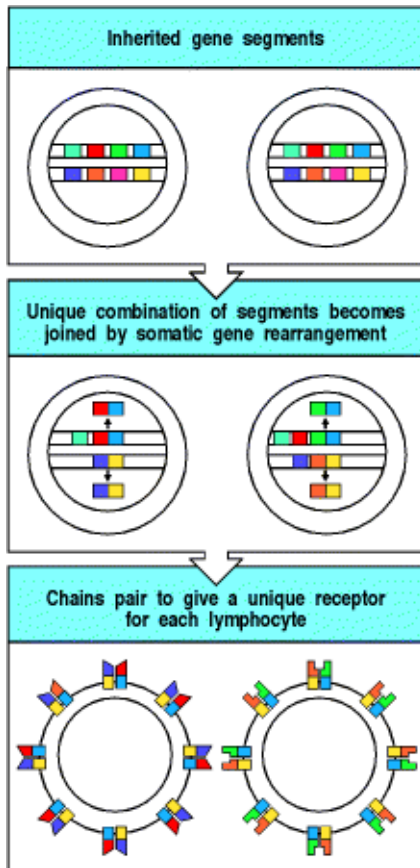 Inherited gene segments
Unique combination of segments becomes
joined by somatic gene rearrangement
Chains pair to give a unique receptor
for each lymphocyte